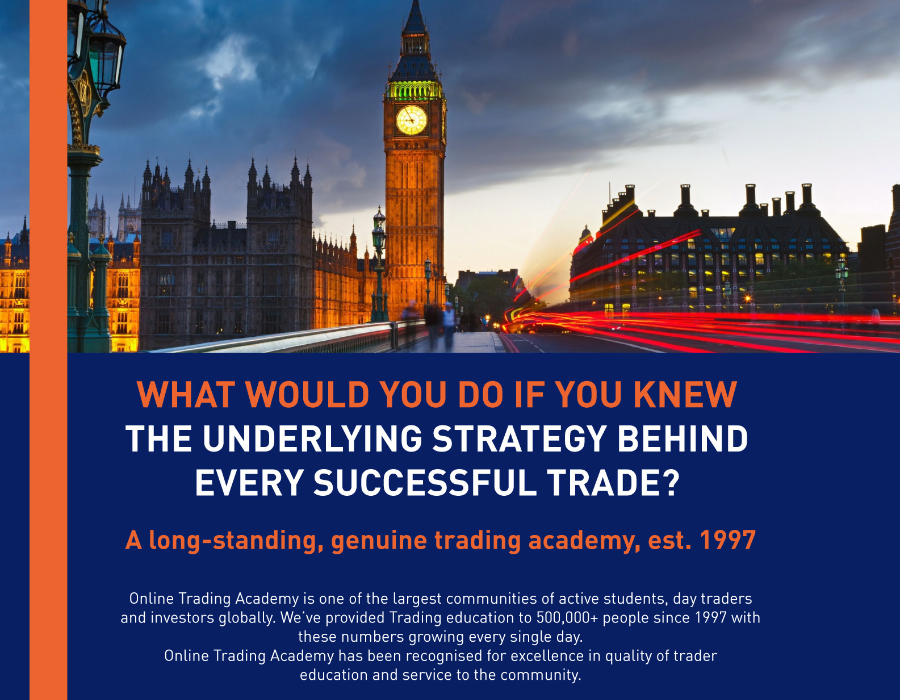 WHAT WOULD YOU DO IF YOU KNEW
THE UNDERLYING STRATEGY BEHIND
EVERY SUCCESSFUL TRADE?
A long-standing, genuine trading academy, est. 1997
Online Trading Academy is one of the largest communities of active students, day traders
and investors globally. We've provided Trading education to 500,000+ people since 1997 with
these numbers growing every single day.
Online Trading Academy has been recognised for excellence in quality of trader
education and service to the community.